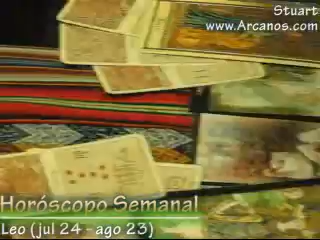 Stuart
www.Arcanos.com
Horóscopo Semanal
Leo (jul 24 - ago 23)